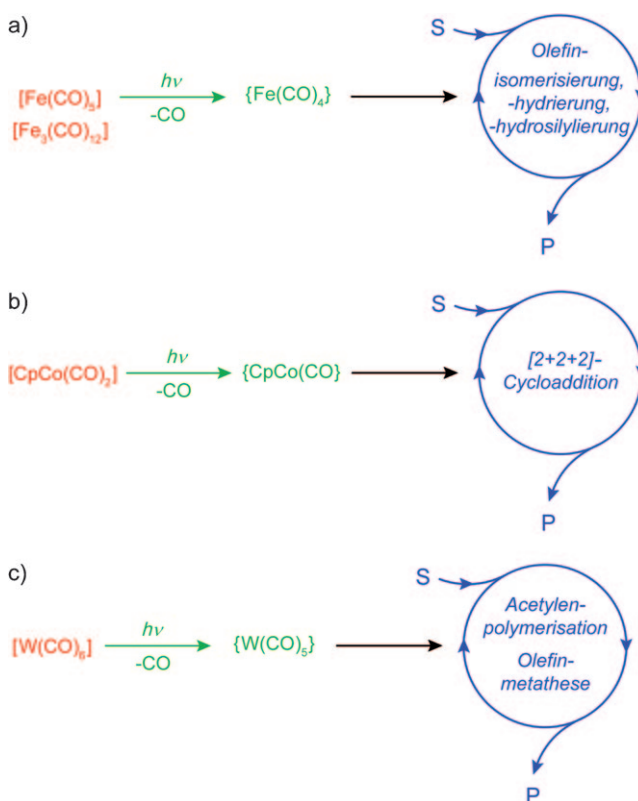 a)
[Fe(CO)₅]
[Fe₃(CO)₁₂]
hν
-CO
{Fe(CO)₄}
S
Olefin-
isomerisierung,
-hydrierung,
-hydrosilylierung
P
b)
[CpCo(CO)₂]
hν
-CO
{CpCo(CO}
S
[2+2+2]-
Cycloaddition
P
c)
[W(CO)₆]
hν
-CO
{W(CO)₅}
S
Acetylen-
polymerisation
Olefin-
metathese
P